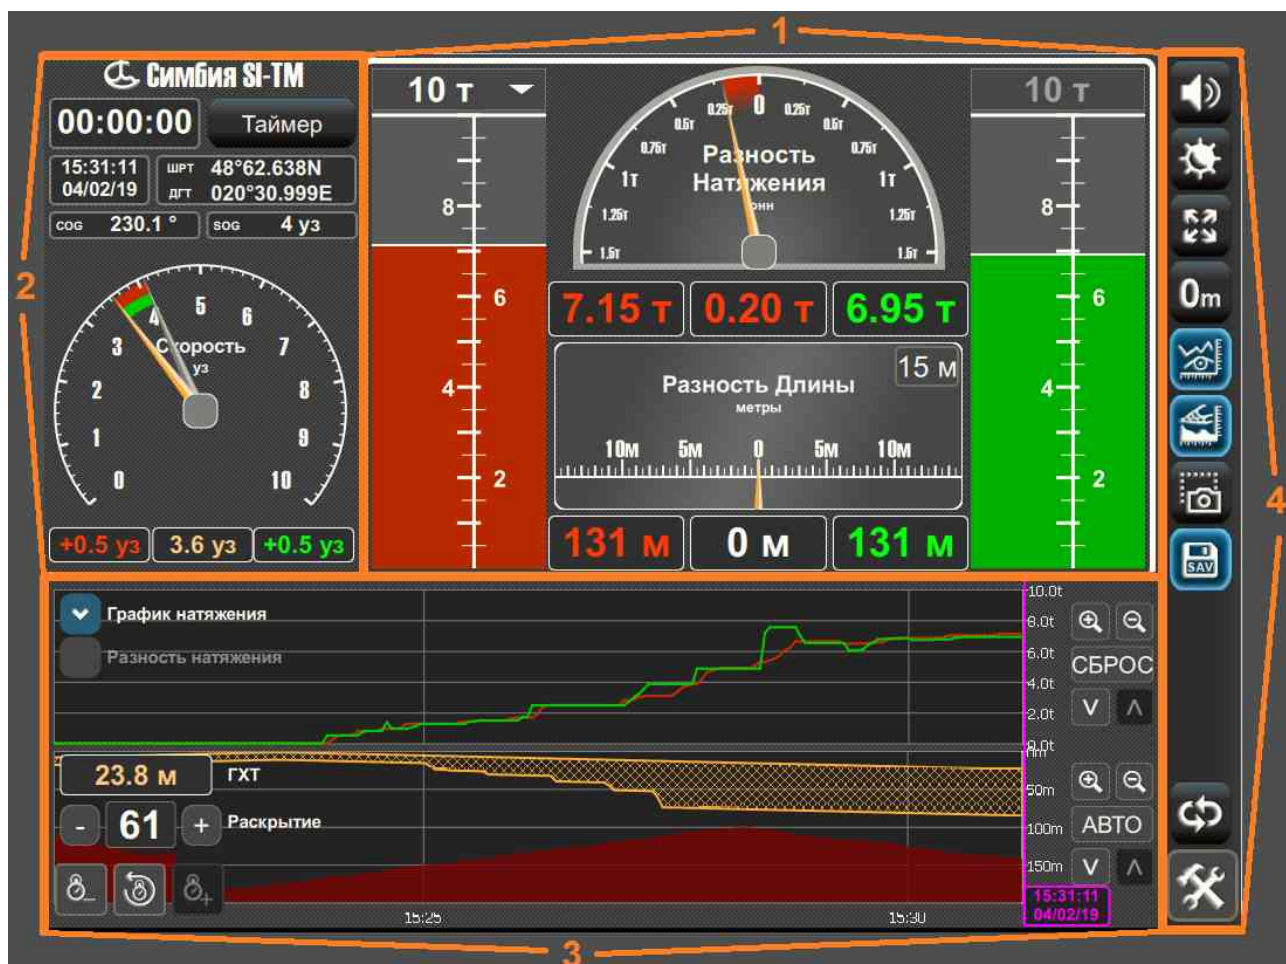 1
Симбия SI-TM
00:00:00
Таймер
15:31:11
04/02/19
ШРТ 48°62.638N
ДГТ 020°30.999E
COG 230.1 °
SOG 4 уз
2
Скорость
уз
0
1
2
3
4
5
6
7
8
9
10
+0.5 уз
3.6 уз
+0.5 уз
10 т
8
6
4
2
Разность
Натяжения
онн
1.5т
1.25т
1т
0.75т
0.5т
0.25т
0
0.25т
0.5т
0.75т
1т
1.25т
1.5т
7.15 т
0.20 т
6.95 т
15 м
Разность Длины
метры
10м
5м
0
5м
10м
131 м
0 м
131 м
10 т
8
6
4
2
0m
SAV
4
График натяжения
Разность натяжения
10.0t
8.0t
6.0t
4.0t
2.0t
0.0t
СБРОС
V
Λ
23.8 м
ГХТ
-
61
+
Раскрытие
0m
50m
100m
150m
АВТО
V
Λ
15:25
15:30
15:31:11
04/02/19
3